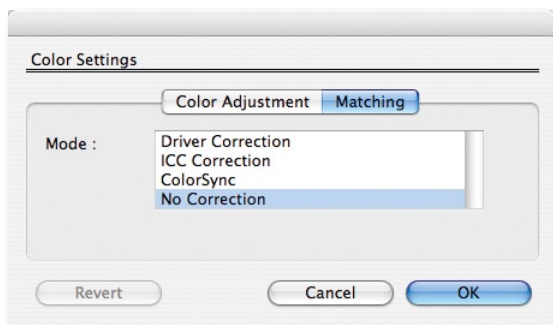 Color Settings
Color Adjustment Matching
Mode : Driver Correction
ICC Correction
ColorSync
No Correction
Revert Cancel OK